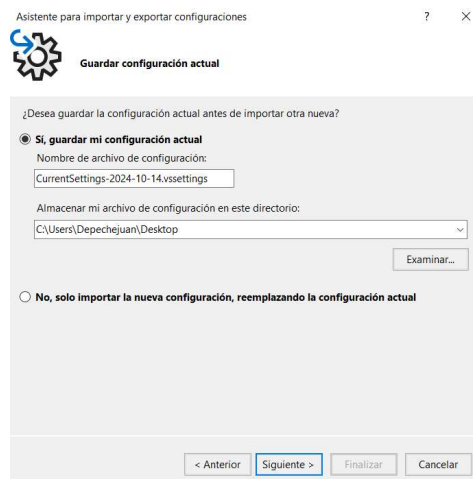 Asistente para importar y exportar configuraciones
Guardar configuración actual
¿Desea guardar la configuración actual antes de importar otra nueva?
Sí, guardar mi configuración actual
Nombre de archivo de configuración:
CurrentSettings-2024-10-14.vssettings
Almacenar mi archivo de configuración en este directorio:
C:\Users\Depechejuan\Desktop
Examinar...
No, solo importar la nueva configuración, reemplazando la configuración actual
< Anterior Siguiente > Finalizar Cancelar